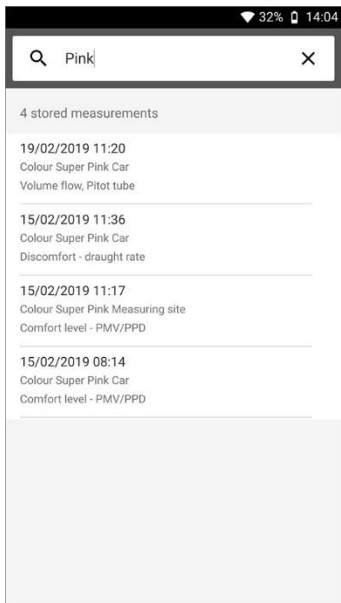 32% 14:04
Pink
4 stored measurements
19/02/2019 11:20
Colour Super Pink Car
Volume flow, Pitot tube
15/02/2019 11:36
Colour Super Pink Car
Discomfort - draught rate
15/02/2019 11:17
Colour Super Pink Measuring site
Comfort level - PMV/PPD
15/02/2019 08:14
Colour Super Pink Car
Comfort level - PMV/PPD